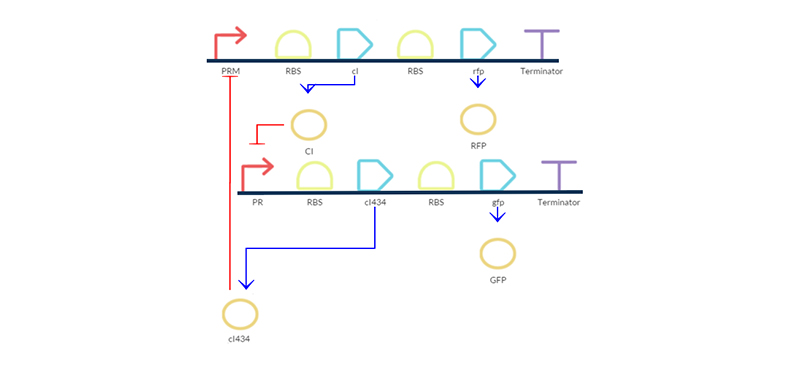 PRM RBS cI RBS rfp Terminator
CI
RFP
PR RBS cI434 RBS gfp Terminator
GFP
cI434